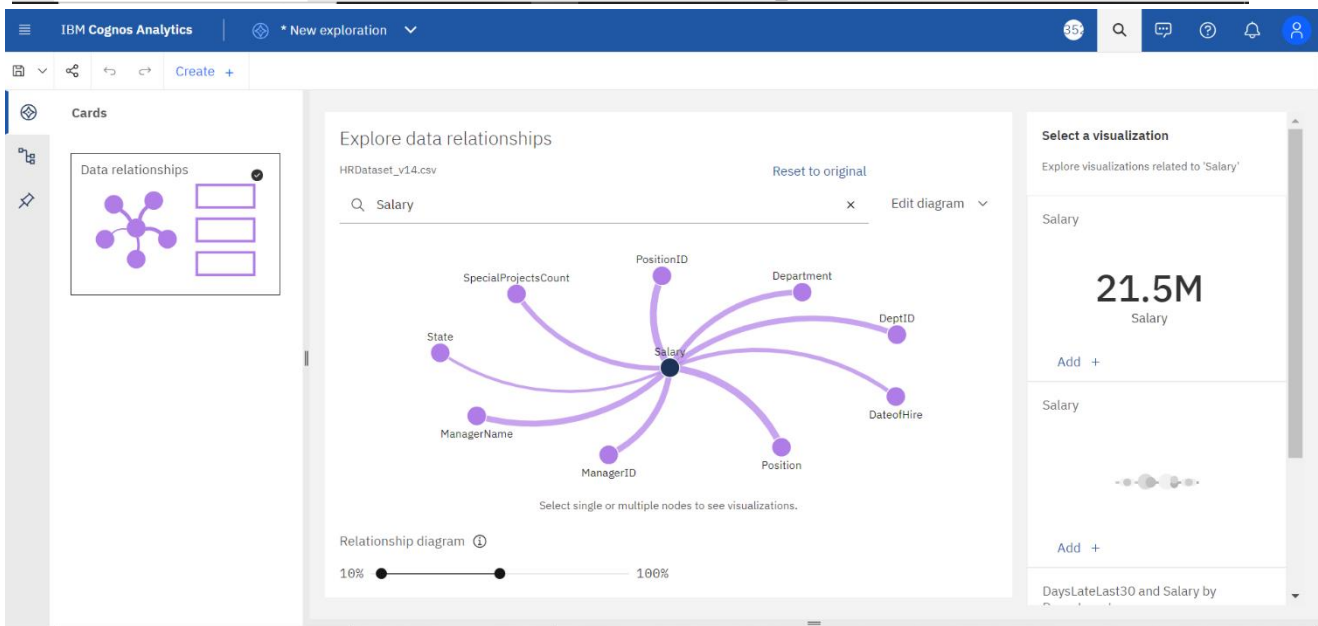 IBM Cognos Analytics
* New exploration
352
Create +
Cards
Data relationships
Explore data relationships
HRDataset_v14.csv
Reset to original
Salary
Edit diagram
PositionID
SpecialProjectsCount
Department
DeptID
State
Salary
DateofHire
ManagerName
Position
ManagerID
Select single or multiple nodes to see visualizations.
Relationship diagram
10%
100%
Select a visualization
Explore visualizations related to 'Salary'
Salary
21.5M
Salary
Add +
Salary
Add +
DaysLateLast30 and Salary by